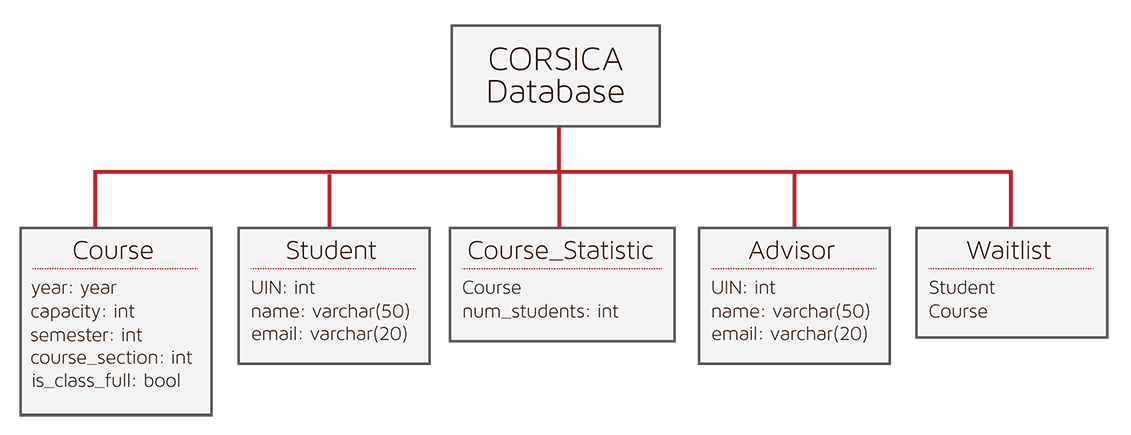 CORSICA
Database
Course
year: year
capacity: int
semester: int
course_section: int
is_class_full: bool
Student
UIN: int
name: varchar(50)
email: varchar(20)
Course_Statistic
Course
num_students: int
Advisor
UIN: int
name: varchar(50)
email: varchar(20)
Waitlist
Student
Course